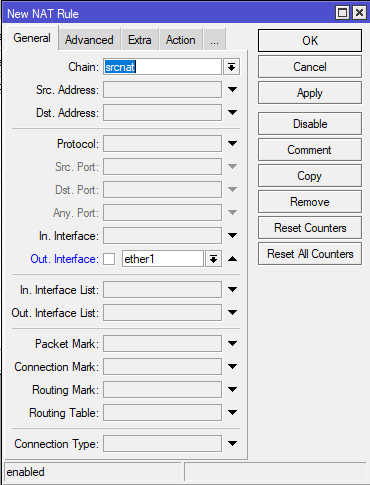 New NAT Rule
General Advanced Extra Action ...
Chain: srcnat
Src. Address:
Dst. Address:
Protocol:
Src. Port:
Dst. Port:
Any. Port:
In. Interface:
Out. Interface: ether1
In. Interface List:
Out. Interface List:
Packet Mark:
Connection Mark:
Routing Mark:
Routing Table:
Connection Type:
OK
Cancel
Apply
Disable
Comment
Copy
Remove
Reset Counters
Reset All Counters
enabled